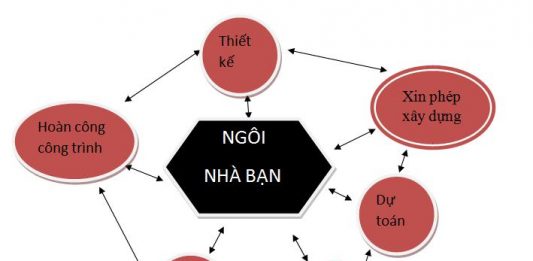 Thiết
kế
Xin phép
xây dựng
Hoàn công
công trình
NGÔI
NHÀ BẠN
Dự
toán